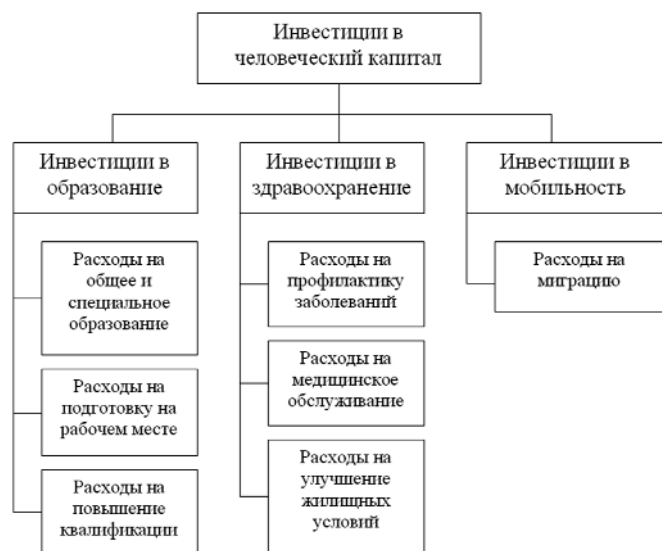 Инвестиции в
человеческий капитал
Инвестиции в
образование
Расходы на
общее и
специальное
образование
Расходы на
подготовку на
рабочем месте
Расходы на
повышение
квалификации
Инвестиции в
здравоохранение
Расходы на
профилактику
заболеваний
Расходы на
медицинское
обслуживание
Расходы на
улучшение
жилищных
условий
Инвестиции в
мобильность
Расходы на
миграцию